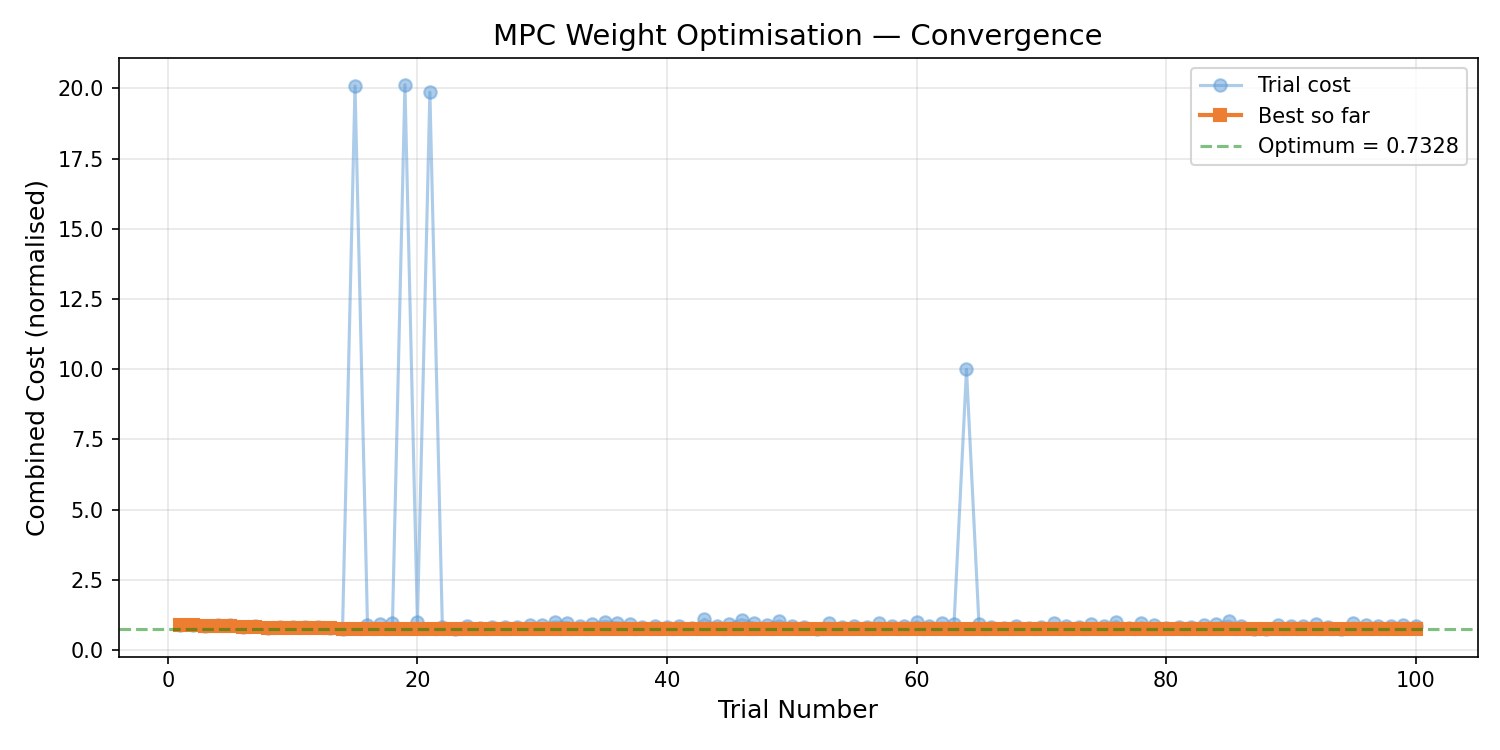 MPC Weight Optimisation — Convergence
Combined Cost (normalised)
20.0
17.5
15.0
12.5
10.0
7.5
5.0
2.5
0.0
Trial cost
Best so far
Optimum = 0.7328
0
20
40
60
80
100
Trial Number